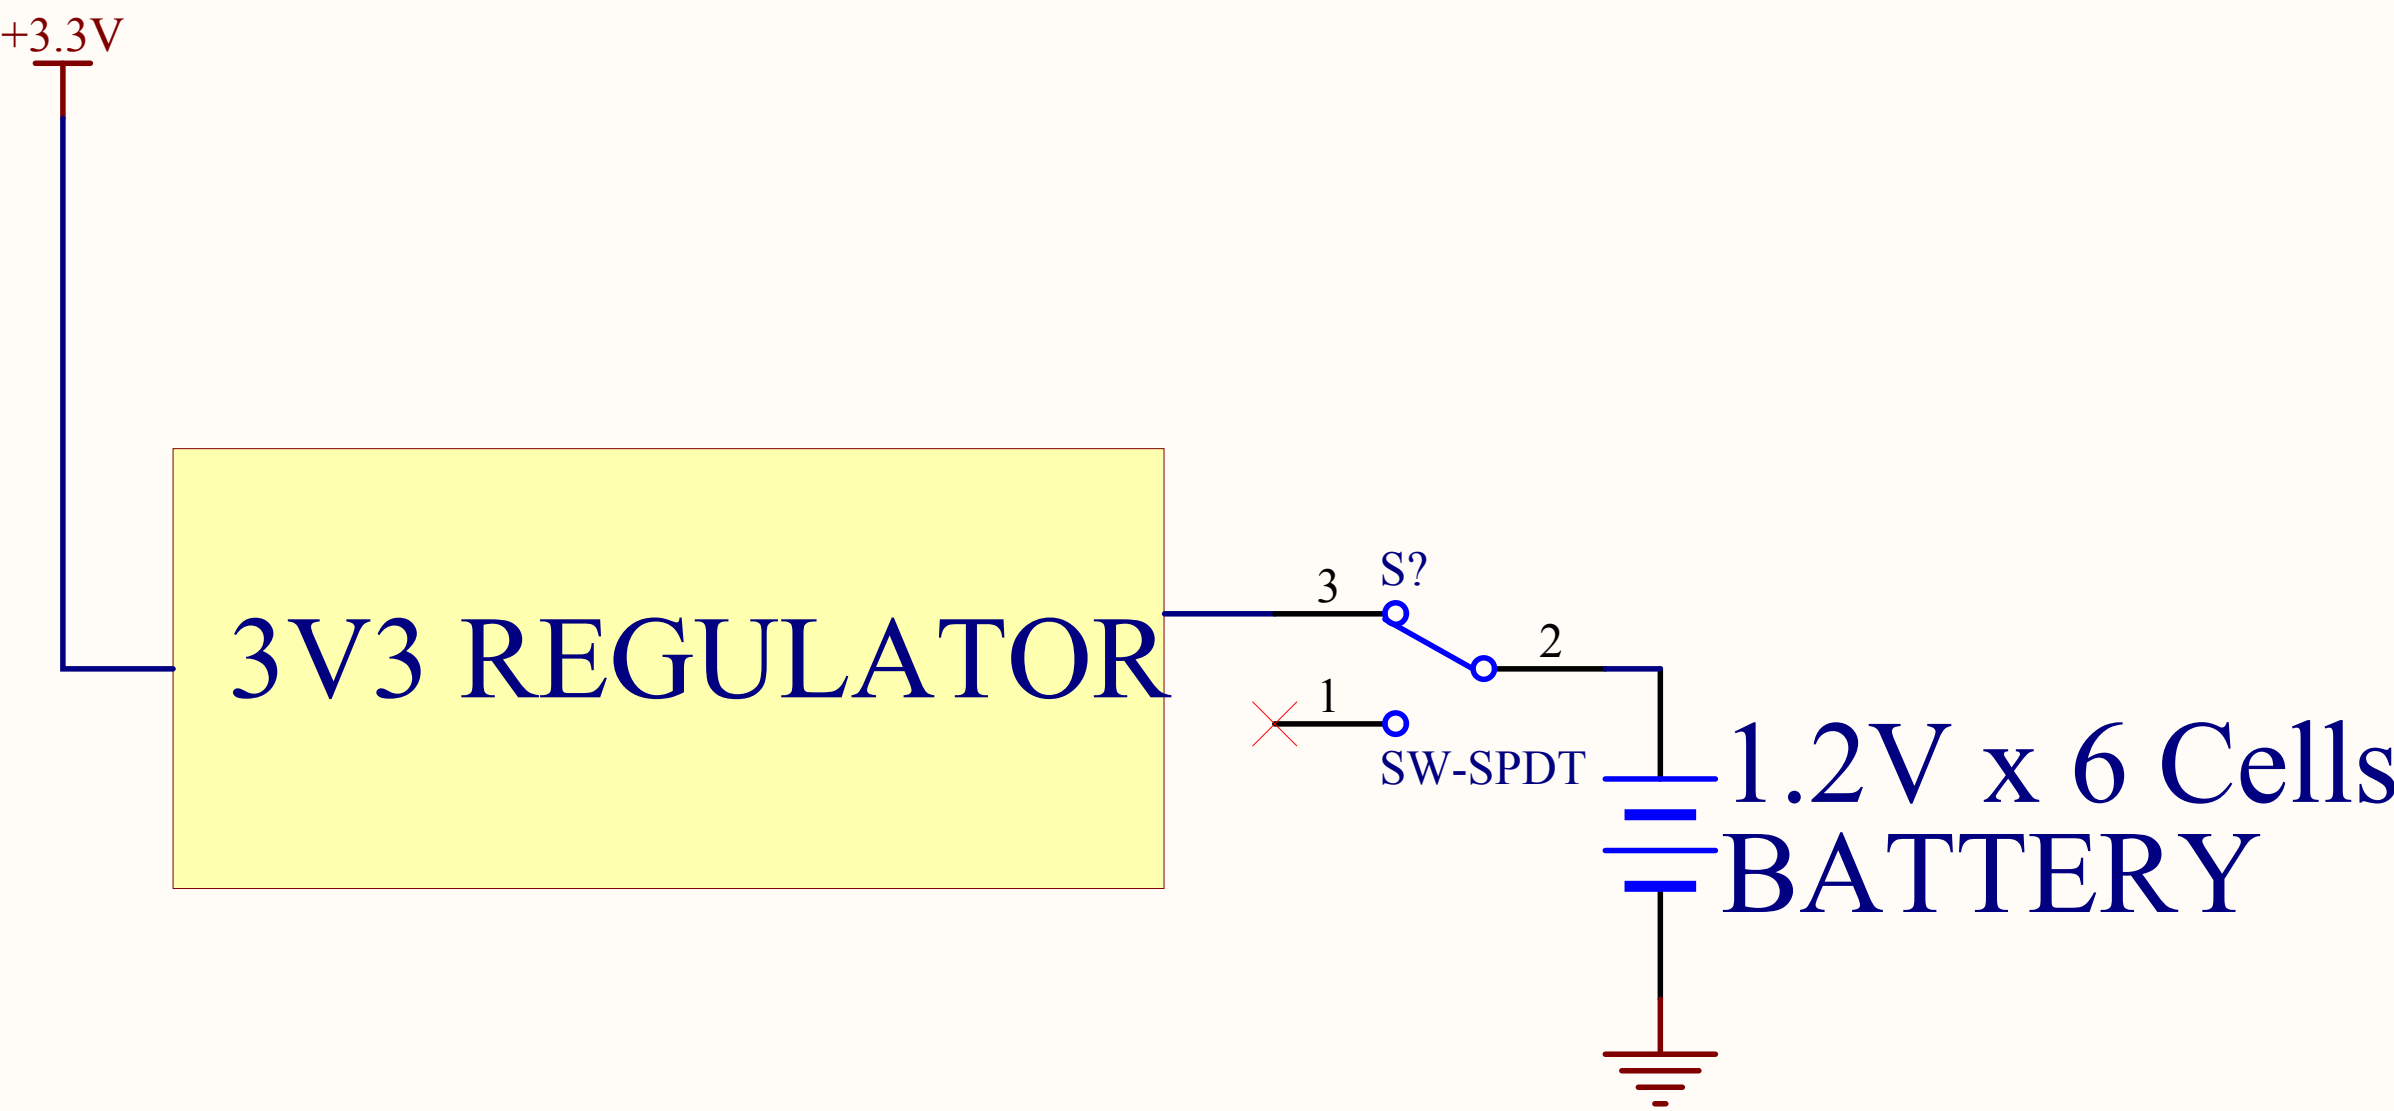 +3.3V
3V3 REGULATOR
3
S?
2
1
SW-SPDT
1.2V x 6 Cells
BATTERY